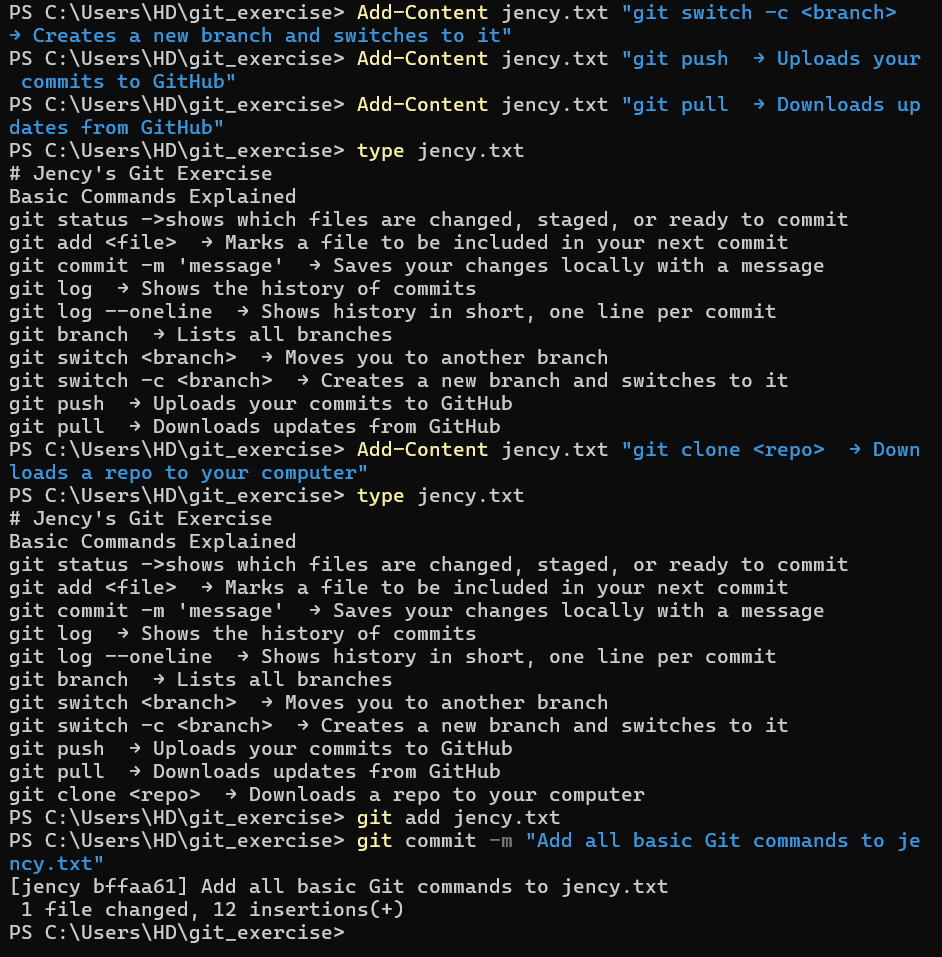 PS C:\Users\HD\git_exercise> Add-Content jency.txt "git switch -c <branch>
→ Creates a new branch and switches to it"
PS C:\Users\HD\git_exercise> Add-Content jency.txt "git push  → Uploads your
 commits to GitHub"
PS C:\Users\HD\git_exercise> Add-Content jency.txt "git pull  → Downloads up
dates from GitHub"
PS C:\Users\HD\git_exercise> type jency.txt
# Jency's Git Exercise
Basic Commands Explained
git status ->shows which files are changed, staged, or ready to commit
git add <file>  → Marks a file to be included in your next commit
git commit -m 'message'  → Saves your changes locally with a message
git log  → Shows the history of commits
git log --oneline  → Shows history in short, one line per commit
git branch  → Lists all branches
git switch <branch>  → Moves you to another branch
git switch -c <branch>  → Creates a new branch and switches to it
git push  → Uploads your commits to GitHub
git pull  → Downloads updates from GitHub
PS C:\Users\HD\git_exercise> Add-Content jency.txt "git clone <repo>  → Down
loads a repo to your computer"
PS C:\Users\HD\git_exercise> type jency.txt
# Jency's Git Exercise
Basic Commands Explained
git status ->shows which files are changed, staged, or ready to commit
git add <file>  → Marks a file to be included in your next commit
git commit -m 'message'  → Saves your changes locally with a message
git log  → Shows the history of commits
git log --oneline  → Shows history in short, one line per commit
git branch  → Lists all branches
git switch <branch>  → Moves you to another branch
git switch -c <branch>  → Creates a new branch and switches to it
git push  → Uploads your commits to GitHub
git pull  → Downloads updates from GitHub
git clone <repo>  → Downloads a repo to your computer
PS C:\Users\HD\git_exercise> git add jency.txt
PS C:\Users\HD\git_exercise> git commit -m "Add all basic Git commands to je
ncy.txt"
[jency bffaa61] Add all basic Git commands to jency.txt
 1 file changed, 12 insertions(+)
PS C:\Users\HD\git_exercise>